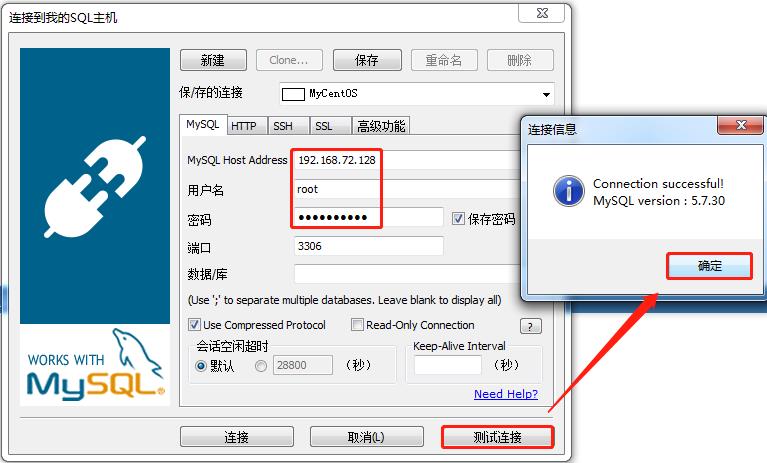 连接到我的SQL主机
新建
Clone...
保存
重命名
删除
保/存的连接
MyCentOS
MySQL
HTTP
SSH
SSL
高级功能
MySQL Host Address
192.168.72.128
用户名
root
密码
●●●●●●●●●●
保存密码
端口
3306
数据/库
(Use ';' to separate multiple databases. Leave blank to display all)
Use Compressed Protocol
Read-Only Connection
?
会话空闲超时
默认
28800
（秒）
Keep-Alive Interval
（秒）
Need Help?
WORKS WITH
MySQL®
连接
取消(L)
测试连接
连接信息
Connection successful!
MySQL version : 5.7.30
确定